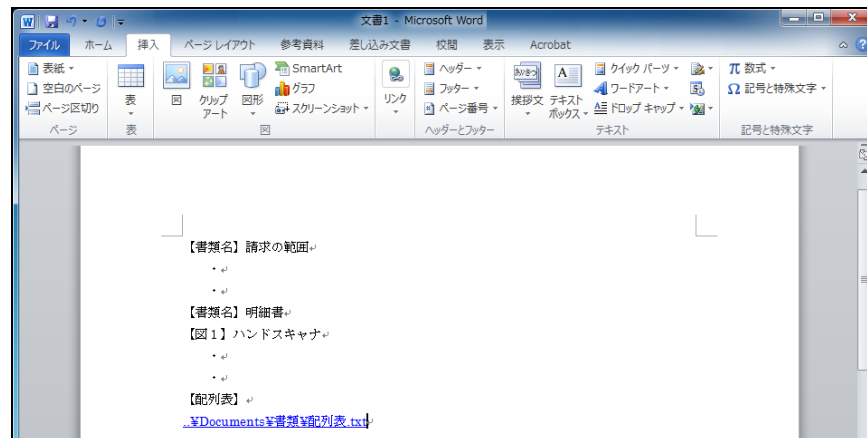 文書1 - Microsoft Word
ファイル ホーム 挿入 ページ レイアウト 参考資料 差し込み文書 校閲 表示 Acrobat
表紙
空白のページ
ページ区切り
ページ
表
表
図
クリップ
アート
図形
SmartArt
グラフ
スクリーンショット
図
リンク
ヘッダー
フッター
ページ番号
ヘッダーとフッター
挨拶文
テキスト
ボックス
クイック パーツ
ワードアート
ドロップ キャップ
テキスト
π 数式
Ω 記号と特殊文字
記号と特殊文字
【書類名】請求の範囲
・
・
【書類名】明細書
【図1】ハンドスキャナ
・
・
【配列表】
..¥Documents¥書類¥配列表.txt